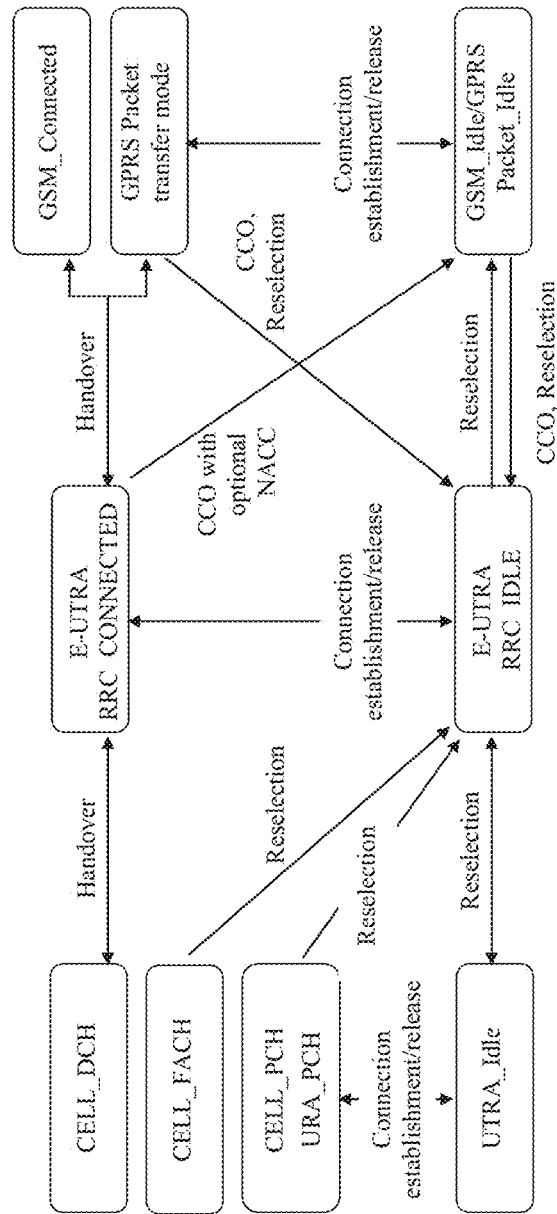 CELL_DCH
CELL_FACH
CELL_PCH
URA_PCH
Connection
establishment/release
UTRA_Idle
Handover
Reselection
Reselection
Reselection
E-UTRA
RRC CONNECTED
Connection
establishment/release
E-UTRA
RRC IDLE
Handover
CCO with
optional
NACC
CCO,
Reselection
Reselection
CCO, Reselection
GSM_Connected
GPRS Packet
transfer mode
Connection
establishment/release
GSM_Idle/GPRS
Packet_Idle